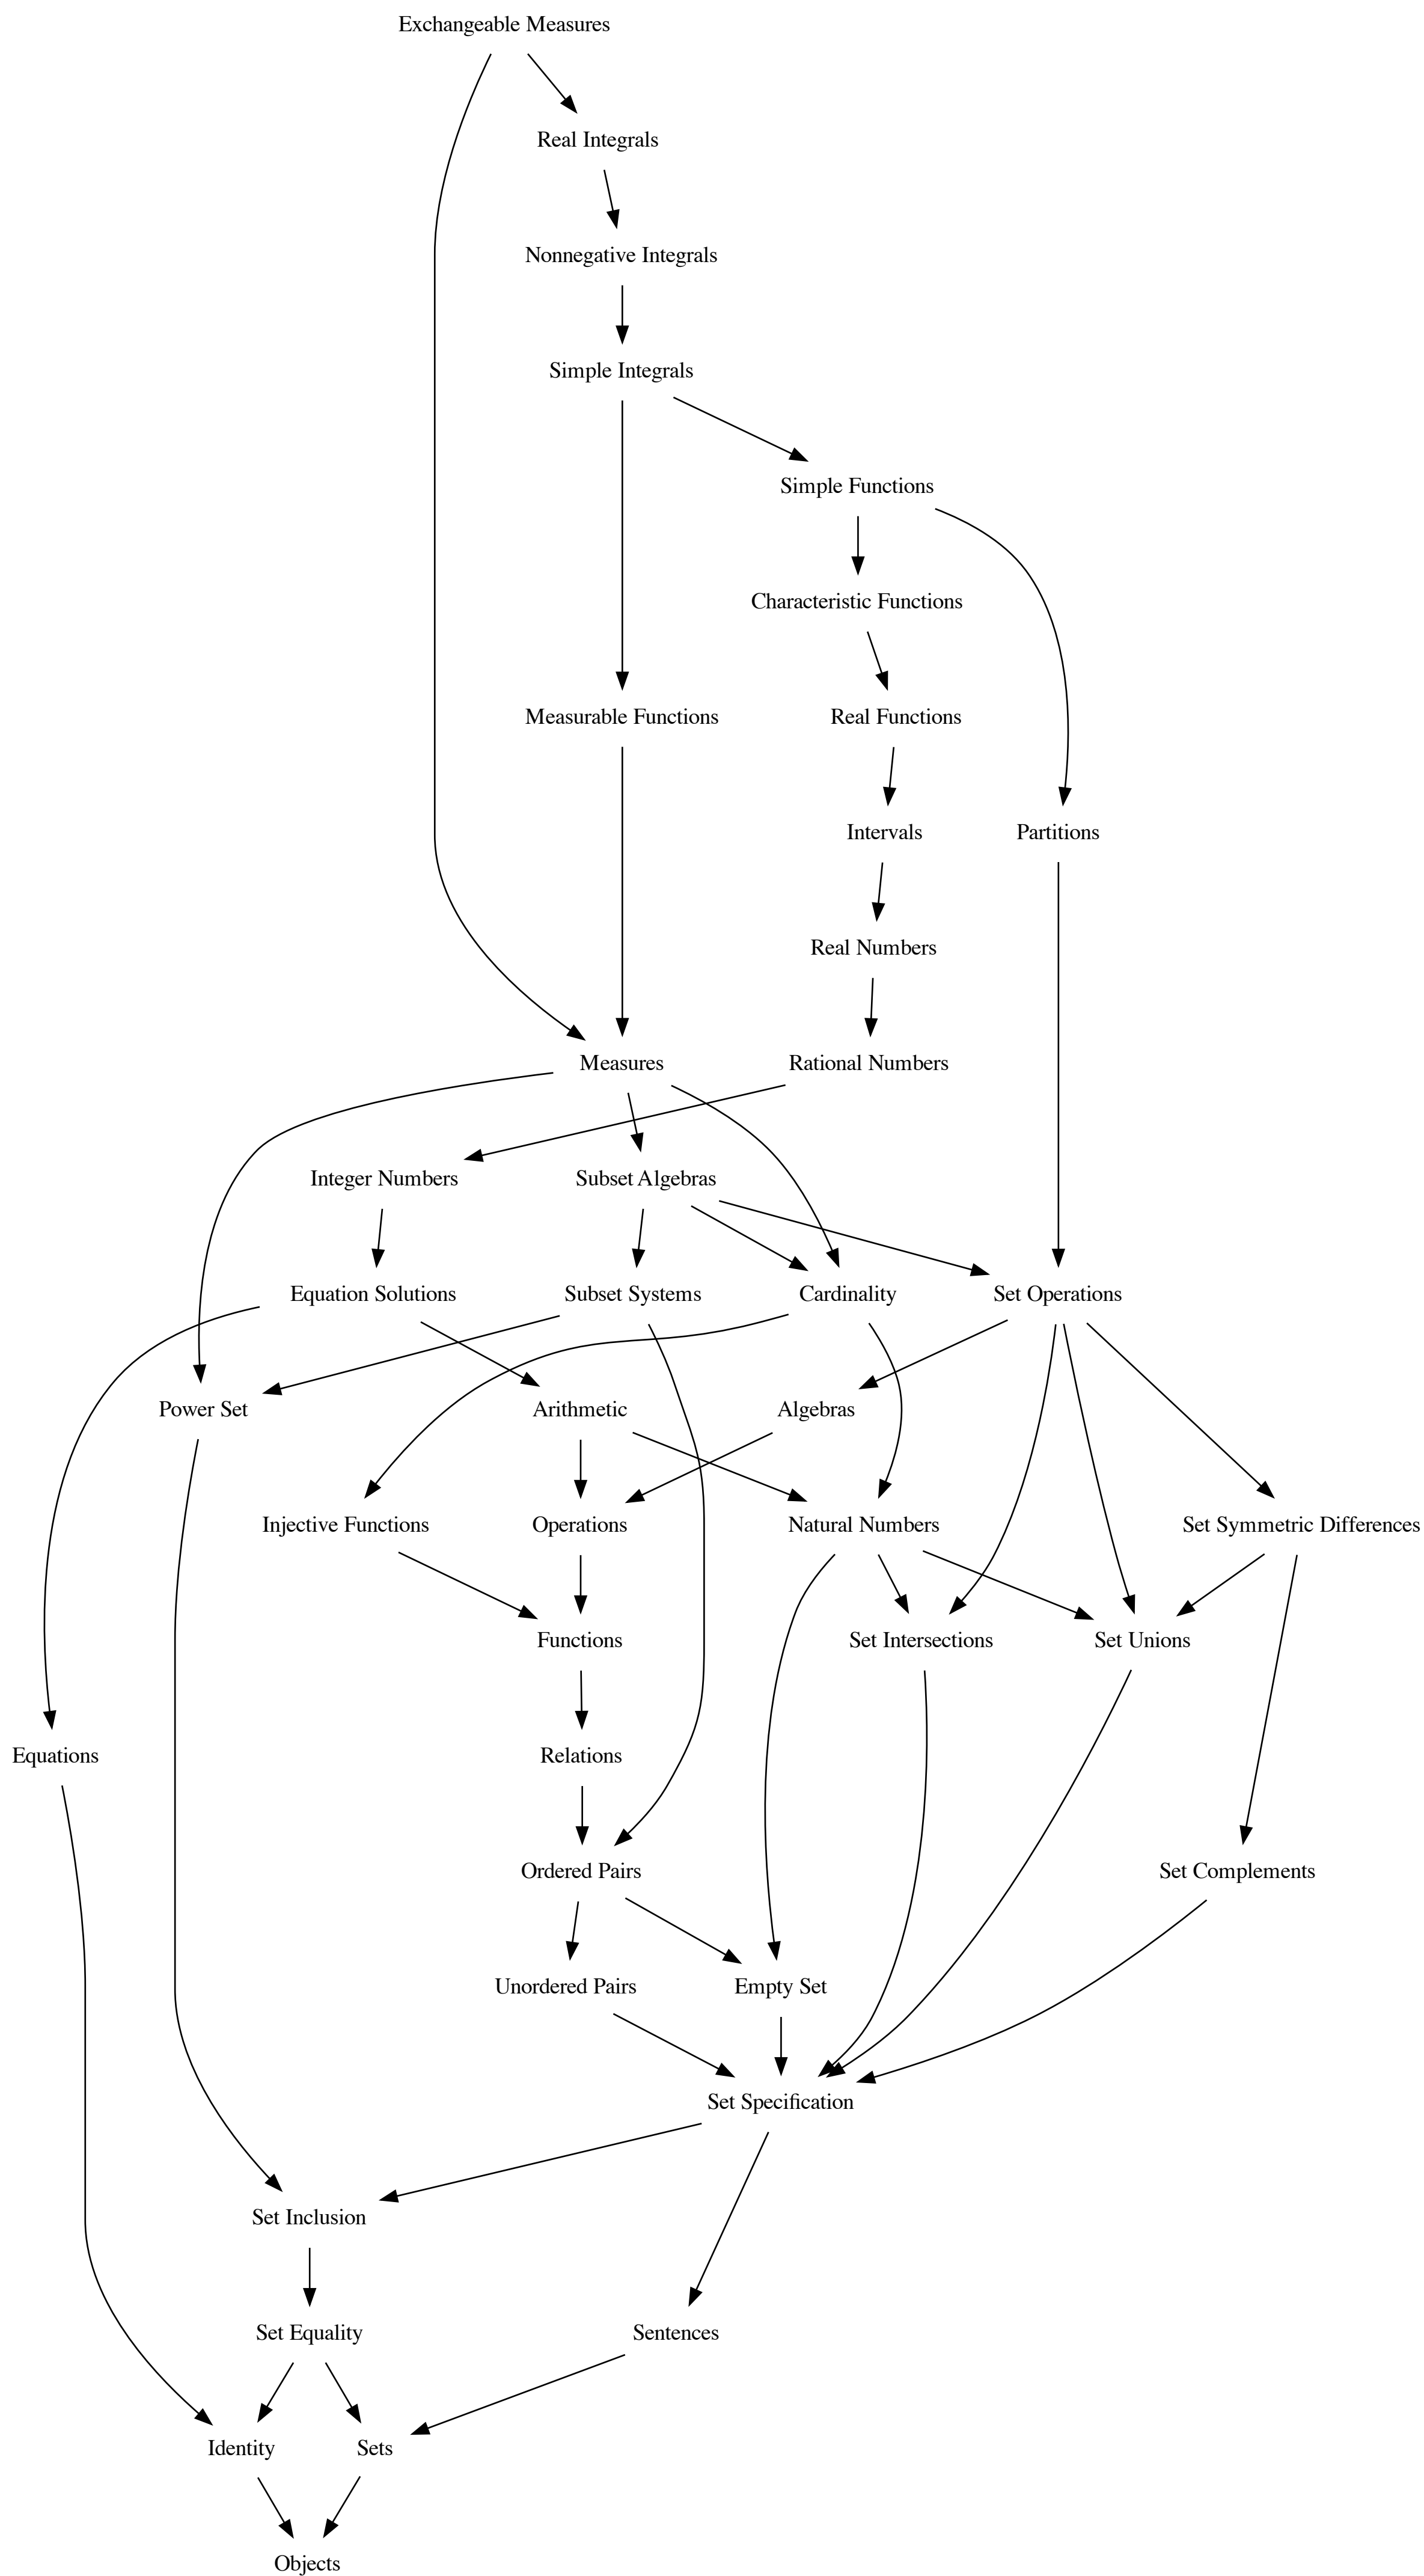 Exchangeable Measures
Real Integrals
Nonnegative Integrals
Simple Integrals
Simple Functions
Characteristic Functions
Measurable Functions
Real Functions
Intervals
Partitions
Real Numbers
Measures
Rational Numbers
Integer Numbers
Subset Algebras
Equation Solutions
Subset Systems
Cardinality
Set Operations
Power Set
Arithmetic
Algebras
Injective Functions
Operations
Natural Numbers
Set Symmetric Differences
Functions
Set Intersections
Set Unions
Equations
Relations
Ordered Pairs
Set Complements
Unordered Pairs
Empty Set
Set Specification
Set Inclusion
Set Equality
Sentences
Identity
Sets
Objects